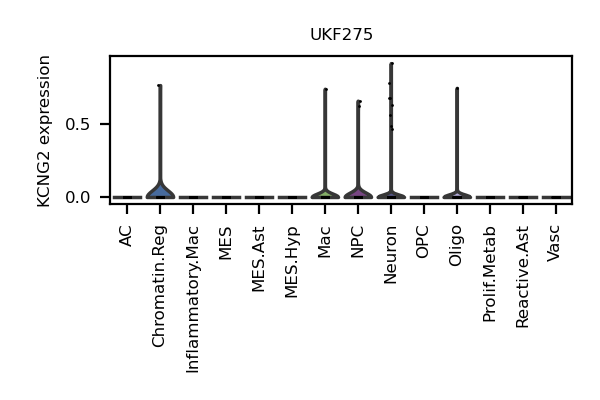 UKF275
KCNG2 expression
0.5
0.0
AC
Chromatin.Reg
Inflammatory.Mac
MES
MES.Ast
MES.Hyp
Mac
NPC
Neuron
OPC
Oligo
Prolif.Metab
Reactive.Ast
Vasc